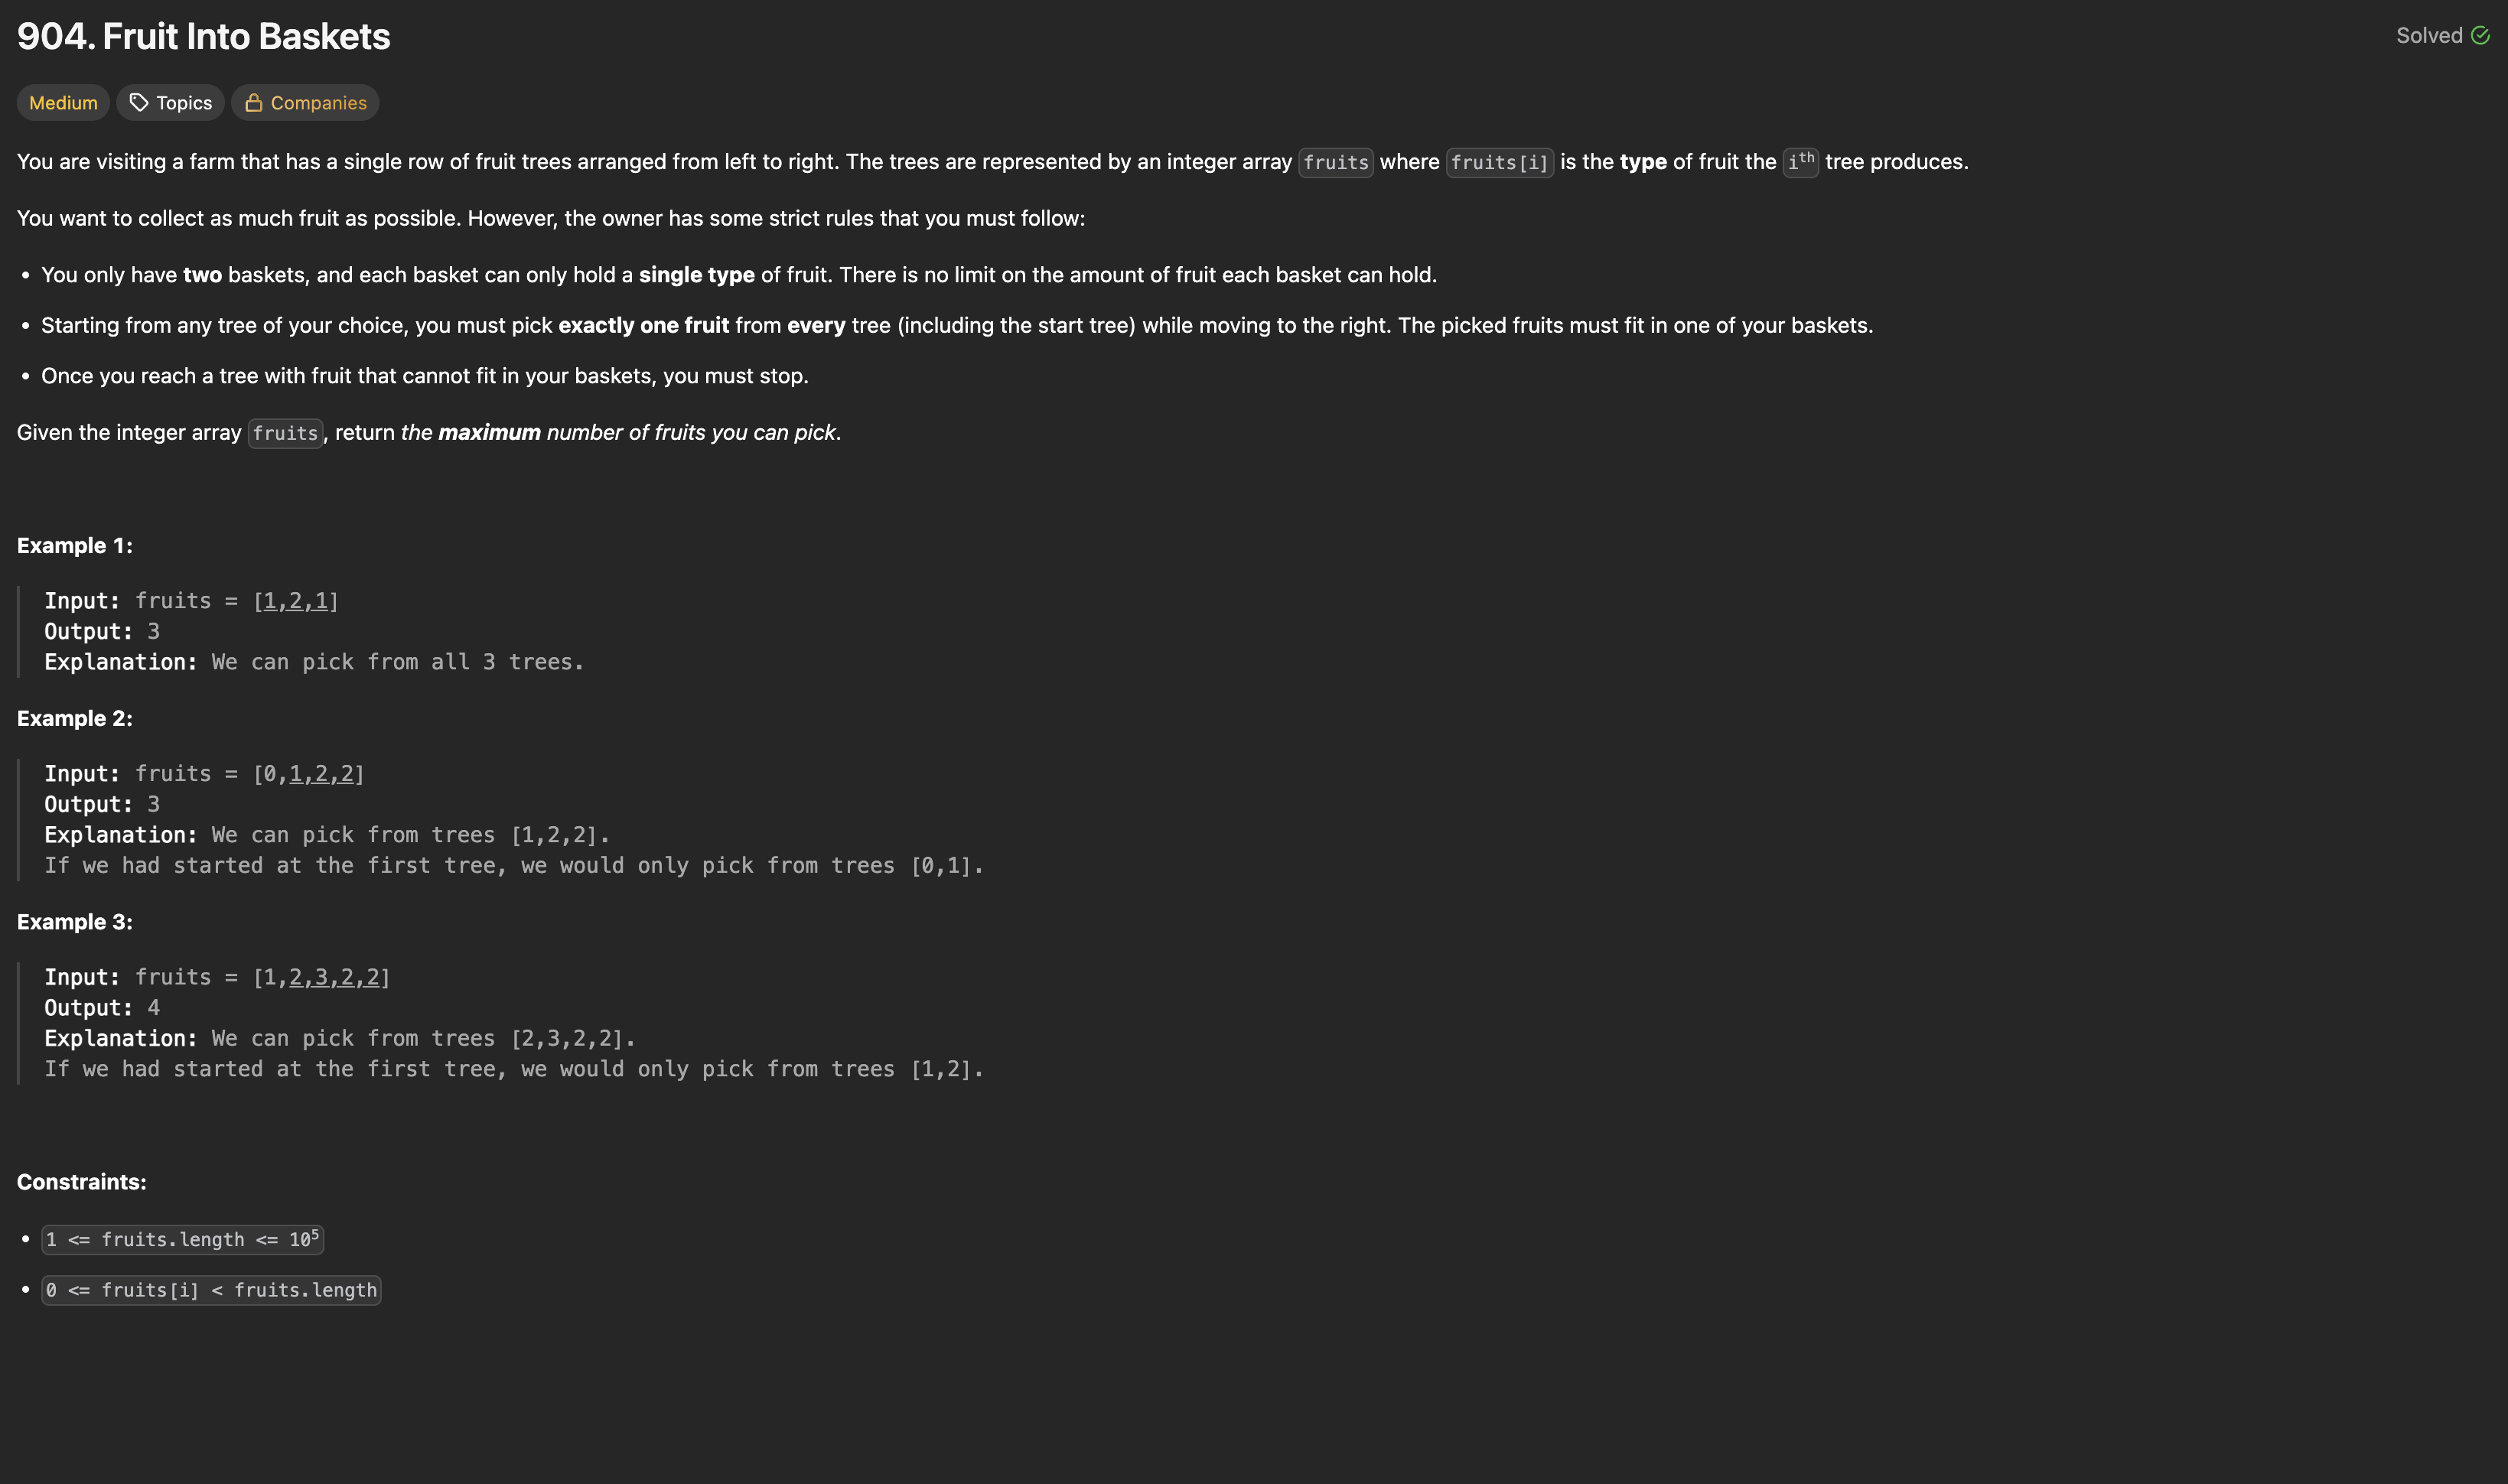 904. Fruit Into Baskets
Solved
Medium
Topics
Companies
You are visiting a farm that has a single row of fruit trees arranged from left to right. The trees are represented by an integer array fruits where fruits[i] is the type of fruit the ith tree produces.
You want to collect as much fruit as possible. However, the owner has some strict rules that you must follow:
• You only have two baskets, and each basket can only hold a single type of fruit. There is no limit on the amount of fruit each basket can hold.
• Starting from any tree of your choice, you must pick exactly one fruit from every tree (including the start tree) while moving to the right. The picked fruits must fit in one of your baskets.
• Once you reach a tree with fruit that cannot fit in your baskets, you must stop.
Given the integer array fruits, return the maximum number of fruits you can pick.
Example 1:
Input: fruits = [1,2,1]
Output: 3
Explanation: We can pick from all 3 trees.
Example 2:
Input: fruits = [0,1,2,2]
Output: 3
Explanation: We can pick from trees [1,2,2].
If we had started at the first tree, we would only pick from trees [0,1].
Example 3:
Input: fruits = [1,2,3,2,2]
Output: 4
Explanation: We can pick from trees [2,3,2,2].
If we had started at the first tree, we would only pick from trees [1,2].
Constraints:
• 1 <= fruits.length <= 10⁵
• 0 <= fruits[i] < fruits.length